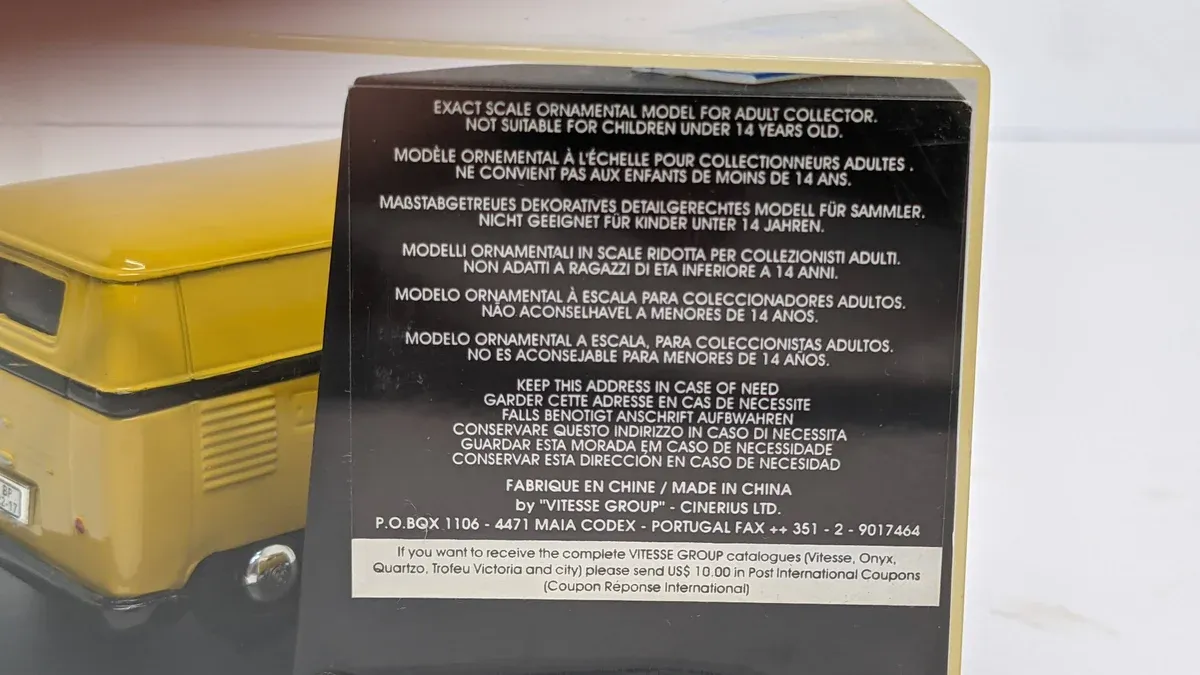 EXACT SCALE ORNAMENTAL MODEL FOR ADULT COLLECTOR.
NOT SUITABLE FOR CHILDREN UNDER 14 YEARS OLD.
MODÈLE ORNEMENTAL À L'ÉCHELLE POUR COLLECTIONNEURS ADULTES .
NE CONVIENT PAS AUX ENFANTS DE MOINS DE 14 ANS.
MAßSTABGETREUES DEKORATIVES DETAILGERECHTES MODELL FÜR SAMMLER.
NICHT GEEIGNET FÜR KINDER UNTER 14 JAHREN.
MODELLI ORNAMENTALI IN SCALE RIDOTTA PER COLLEZIONISTI ADULTI.
NON ADATTI A RAGAZZI DI ETA INFERIORE A 14 ANNI.
MODELO ORNAMENTAL À ESCALA PARA COLECCIONADORES ADULTOS.
NÃO ACONSELHAVEL A MENORES DE 14 ANOS.
MODELO ORNAMENTAL A ESCALA, PARA COLECCIONISTAS ADULTOS.
NO ES ACONSEJABLE PARA MENORES DE 14 AÑOS.
KEEP THIS ADDRESS IN CASE OF NEED
GARDER CETTE ADRESSE EN CAS DE NECESSITE
FALLS BENOTIGT ANSCHRIFT AUFBWAHREN
CONSERVARE QUESTO INDIRIZZO IN CASO DI NECESSITA
GUARDAR ESTA MORADA EM CASO DE NECESSIDADE
CONSERVAR ESTA DIRECCIÓN EN CASO DE NECESIDAD
FABRIQUE EN CHINE / MADE IN CHINA
by "VITESSE GROUP" - CINERIUS LTD.
P.O.BOX 1106 - 4471 MAIA CODEX - PORTUGAL FAX ++ 351 - 2 - 9017464
If you want to receive the complete VITESSE GROUP catalogues (Vitesse, Onyx,
Quartzo, Trofeu Victoria and city) please send US$ 10.00 in Post International Coupons
(Coupon Réponse International)
BP